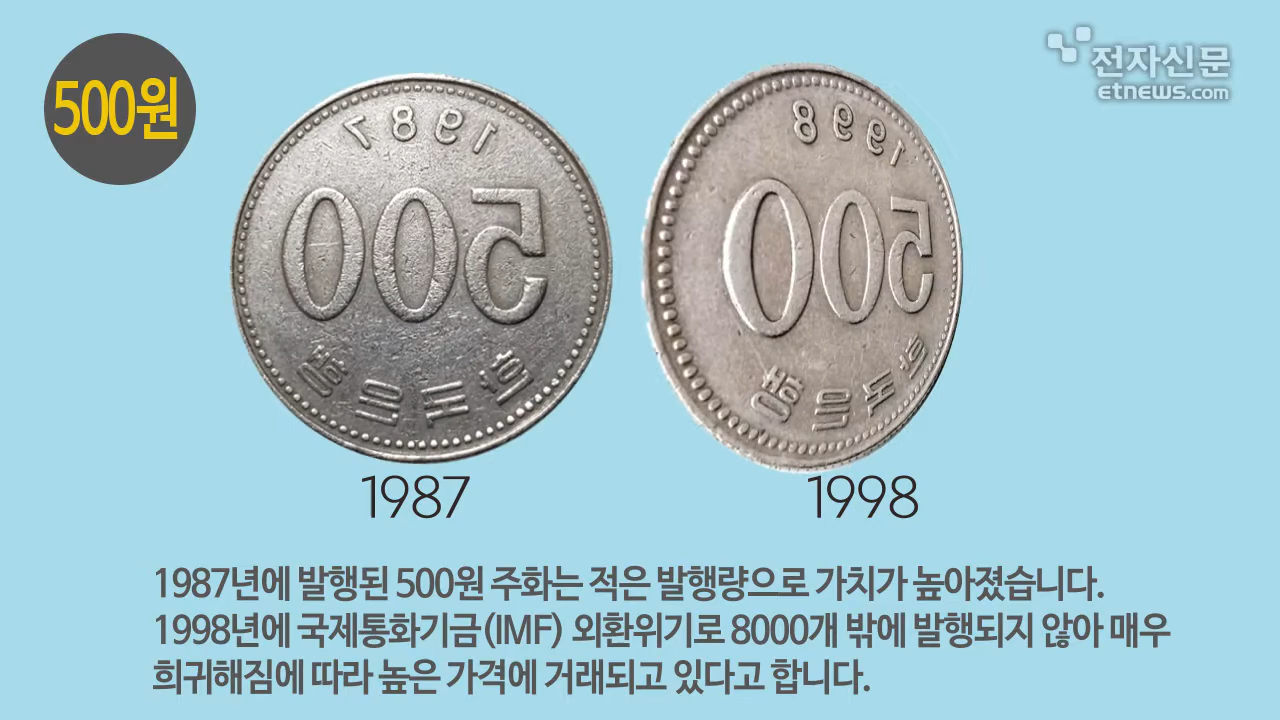 500원
전자신문
etnews.com
1987
500
한국은행
1998
500
한국은행
1987
1998
1987년에 발행된 500원 주화는 적은 발행량으로 가치가 높아졌습니다.
1998년에 국제통화기금(IMF) 외환위기로 8000개 밖에 발행되지 않아 매우
희귀해짐에 따라 높은 가격에 거래되고 있다고 합니다.